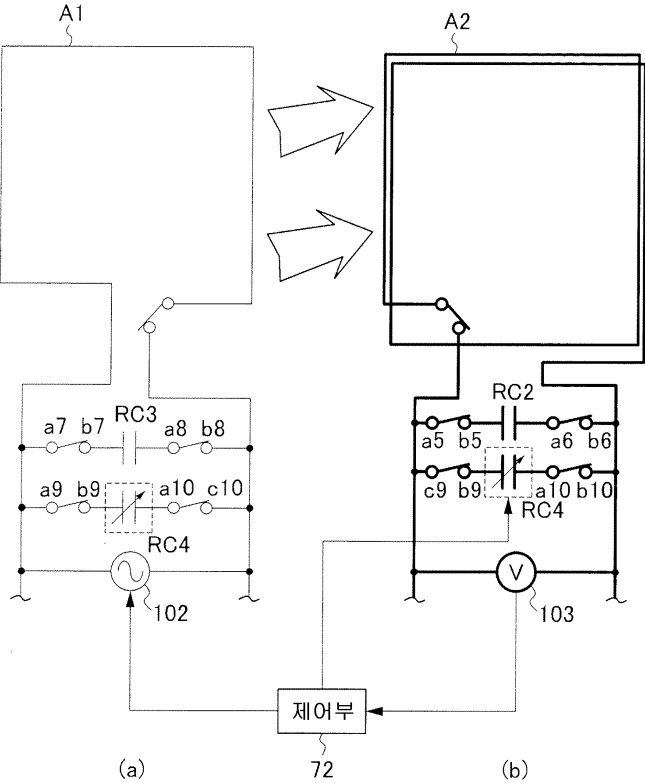 A1
A2
a7 b7 RC3 a8 b8
a9 b9 a10 c10
RC4
102
RC2
a5 b5 a6 b6
c9 b9 a10 b10
RC4
V
103
제어부
72
(a)
(b)